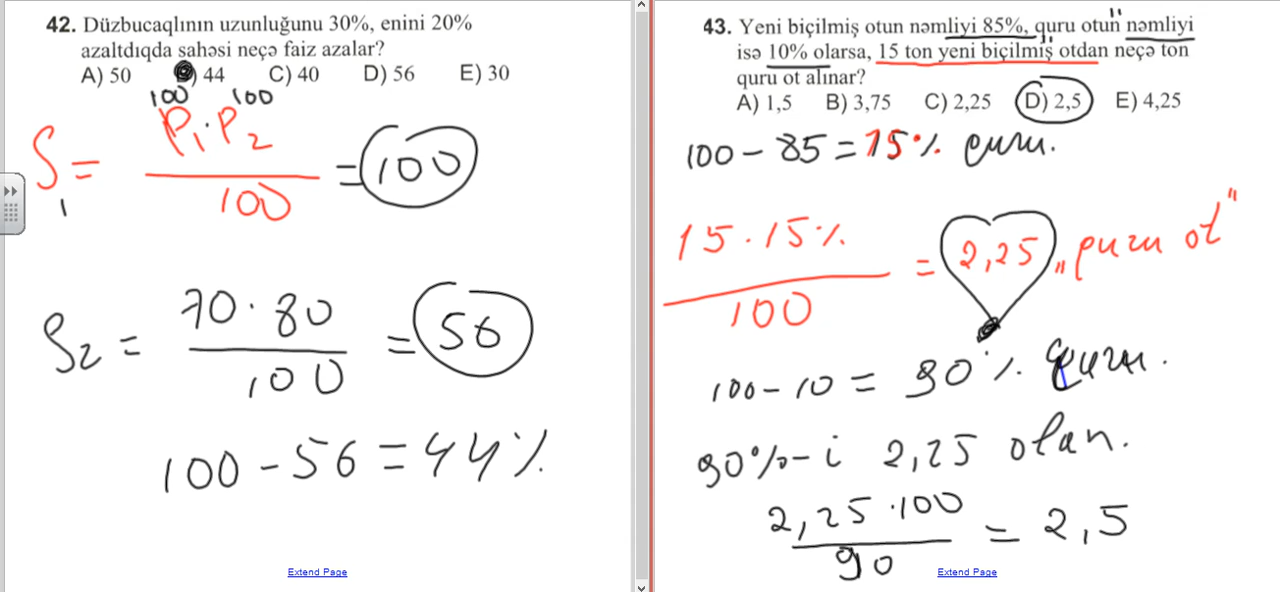 42. Düzbucaqlının uzunluğunu 30%, enini 20%
azaltdıqda sahəsi neçə faiz azalar?
A) 50 ) 44 C) 40 D) 56 E) 30
100 100
S₁ = P₁·P₂ / 100 = 100
S₂ = 70·80 / 100 = 56
100 - 56 = 44%
Extend Page
43. Yeni biçilmiş otun nəmliyi 85%, quru otun "nəmliyi
isə 10% olarsa, 15 ton yeni biçilmiş" otdan neçə ton
quru ot alınar?
A) 1,5 B) 3,75 C) 2,25 D) 2,5 E) 4,25
100 - 85 = 15% quru.
15·15% / 100 = 2,25 „quru ot"
100 - 10 = 90% quru.
90%-i 2,25 olan.
2,25·100 / 90 = 2,5
Extend Page